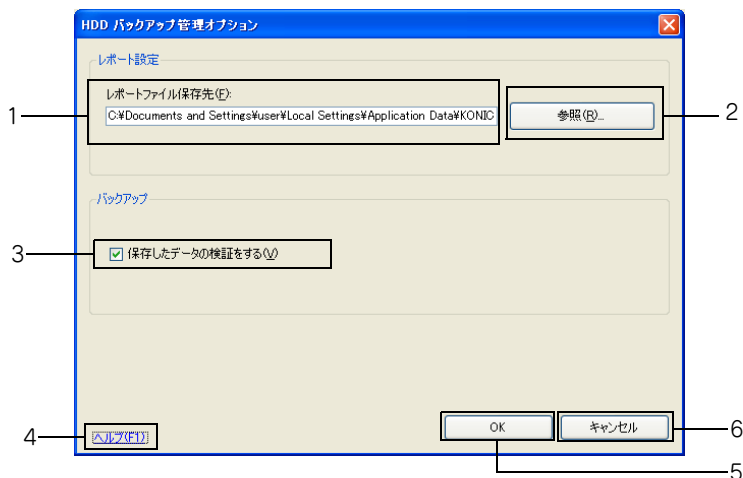 HDD バックアップ管理オプション
レポート設定
レポートファイル保存先(F):
1
C:¥Documents and Settings¥user¥Local Settings¥Application Data¥KONIC
参照(R)...
2
バックアップ
3
保存したデータの検証をする(V)
4
ヘルプ(F1)
OK
キャンセル
6
5